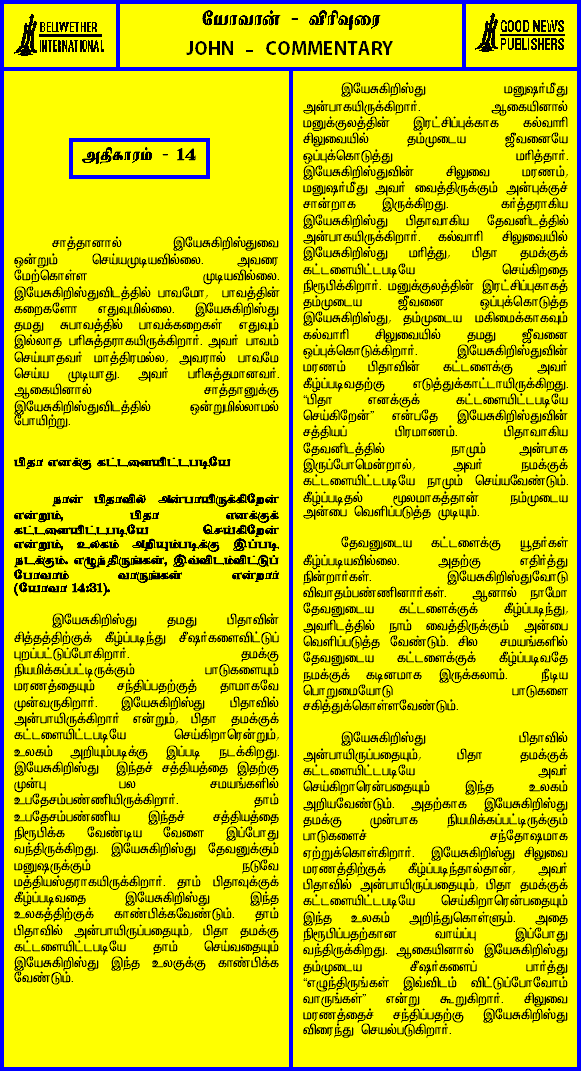 BELLWETHER
INTERNATIONAL
யோவான் - விரிவுரை
JOHN - COMMENTARY
GOOD NEWS
PUBLISHERS
அதிகாரம் - 14
சாத்தானால் இயேசுகிறிஸ்துவை
ஒன்றும் செய்யமுடியவில்லை. அவரை
மேற்கொள்ள முடியவில்லை.
இயேசுகிறிஸ்துவிடத்தில் பாவமோ, பாவத்தின்
கறைகளோ எதுவுமில்லை. இயேசுகிறிஸ்து
தமது சுபாவத்தில் பாவக்கறைகள் எதுவும்
இல்லாத பரிசுத்தராகயிருக்கிறார். அவர் பாவம்
செய்யாதவர் மாத்திரமல்ல, அவரால் பாவமே
செய்ய முடியாது. அவர் பரிசுத்தமானவர்.
ஆகையினால் சாத்தானுக்கு
இயேசுகிறிஸ்துவிடத்தில் ஒன்றுமில்லாமல்
போயிற்று.
பிதா எனக்கு கட்டளையிட்டபடியே
நான் பிதாவில் அன்பாயிருக்கிறேன்
என்றும், பிதா எனக்குக்
கட்டளையிட்டபடியே செய்கிறேன்
என்றும், உலகம் அறியும்படிக்கு இப்படி
நடக்கும். எழுந்திருங்கள், இவ்விடம்விட்டுப்
போவாம் வாருங்கள் என்றார்
(யோவா 14:31).
இயேசுகிறிஸ்து தமது பிதாவின்
சித்தத்திற்குக் கீழ்ப்படிந்து சீஷர்களைவிட்டுப்
புறப்பட்டுப்போகிறார். தமக்கு
நியமிக்கப்பட்டிருக்கும் பாடுகளையும்
மரணத்தையும் சந்திப்பதற்குத் தாமாகவே
முன்வருகிறார். இயேசுகிறிஸ்து பிதாவில்
அன்பாயிருக்கிறார் என்றும், பிதா தமக்குக்
கட்டளையிட்டபடியே செய்கிறாரென்றும்,
உலகம் அறியும்படிக்கு இப்படி நடக்கிறது.
இயேசுகிறிஸ்து இந்தச் சத்தியத்தை இதற்கு
முன்பு பல சமயங்களில்
உபதேசம்பண்ணியிருக்கிறார். தாம்
உபதேசம்பண்ணிய இந்தச் சத்தியத்தை
நிரூபிக்க வேண்டிய வேளை இப்போது
வந்திருக்கிறது. இயேசுகிறிஸ்து தேவனுக்கும்
மனுஷருக்கும் நடுவே
மத்தியஸ்தராகயிருக்கிறார். தாம் பிதாவுக்குக்
கீழ்ப்படிவதை இயேசுகிறிஸ்து இந்த
உலகத்திற்குக் காண்பிக்கவேண்டும். தாம்
பிதாவில் அன்பாயிருப்பதையும், பிதா தமக்கு
கட்டளையிட்டபடியே தாம் செய்வதையும்
இயேசுகிறிஸ்து இந்த உலகுக்கு காண்பிக்க
வேண்டும்.
இயேசுகிறிஸ்து மனுஷர்மீது
அன்பாகயிருக்கிறார். ஆகையினால்
மனுக்குலத்தின் இரட்சிப்புக்காக கல்வாரி
சிலுவையில் தம்முடைய ஜீவனையே
ஒப்புக்கொடுத்து மரித்தார்.
இயேசுகிறிஸ்துவின் சிலுவை மரணம்,
மனுஷர்மீது அவர் வைத்திருக்கும் அன்புக்குச்
சான்றாக இருக்கிறது. கர்த்தராகிய
இயேசுகிறிஸ்து பிதாவாகிய தேவனிடத்தில்
அன்பாகயிருக்கிறார். கல்வாரி சிலுவையில்
இயேசுகிறிஸ்து மரித்து, பிதா தமக்குக்
கட்டளையிட்டபடியே செய்கிறதை
நிரூபிக்கிறார். மனுக்குலத்தின் இரட்சிப்புகாகத்
தம்முடைய ஜீவனை ஒப்புக்கொடுத்த
இயேசுகிறிஸ்து, தம்முடைய மகிமைக்காகவும்
கல்வாரி சிலுவையில் தமது ஜீவனை
ஒப்புக்கொடுக்கிறார். இயேசுகிறிஸ்துவின்
மரணம் பிதாவின் கட்டளைக்கு அவர்
கீழ்ப்படிவதற்கு எடுத்துக்காட்டாயிருக்கிறது.
“பிதா எனக்குக் கட்டளையிட்டபடியே
செய்கிறேன்” என்பதே இயேசுகிறிஸ்துவின்
சத்தியப் பிரமாணம். பிதாவாகிய
தேவனிடத்தில் நாமும் அன்பாக
இருப்போமென்றால், அவர் நமக்குக்
கட்டளையிட்டபடியே நாமும் செய்யவேண்டும்.
கீழ்ப்படிதல் மூலமாகத்தான் நம்முடைய
அன்பை வெளிப்படுத்த முடியும்.
தேவனுடைய கட்டளைக்கு யூதர்கள்
கீழ்ப்படியவில்லை. அதற்கு எதிர்த்து
நின்றார்கள். இயேசுகிறிஸ்துவோடு
விவாதம்பண்ணினார்கள். ஆனால் நாமோ
தேவனுடைய கட்டளைக்குக் கீழ்ப்படிந்து,
அவரிடத்தில் நாம் வைத்திருக்கும் அன்பை
வெளிப்படுத்த வேண்டும். சில சமயங்களில்
தேவனுடைய கட்டளைக்குக் கீழ்ப்படிவதே
நமக்குக் கடினமாக இருக்கலாம். நீடிய
பொறுமையோடு பாடுகளை
சகித்துக்கொள்ளவேண்டும்.
இயேசுகிறிஸ்து பிதாவில்
அன்பாயிருப்பதையும், பிதா தமக்குக்
கட்டளையிட்டபடியே அவர்
செய்கிறாரென்பதையும் இந்த உலகம்
அறியவேண்டும். அதற்காக இயேசுகிறிஸ்து
தமக்கு முன்பாக நியமிக்கப்பட்டிருக்கும்
பாடுகளைச் சந்தோஷமாக
ஏற்றுக்கொள்கிறார். இயேசுகிறிஸ்து சிலுவை
மரணத்திற்குக் கீழ்ப்படிந்தால்தான், அவர்
பிதாவில் அன்பாயிருப்பதையும், பிதா தமக்குக்
கட்டளையிட்டபடியே செய்கிறாரென்பதையும்
இந்த உலகம் அறிந்துகொள்ளும். அதை
நிரூபிப்பதற்கான வாய்ப்பு இப்போது
வந்திருக்கிறது. ஆகையினால் இயேசுகிறிஸ்து
தம்முடைய சீஷர்களைப் பார்த்து
“எழுந்திருங்கள் இவ்விடம் விட்டுப்போவோம்
வாருங்கள்” என்று கூறுகிறார். சிலுவை
மரணத்தைச் சந்திப்பதற்கு இயேசுகிறிஸ்து
விரைந்து செயல்படுகிறார்.